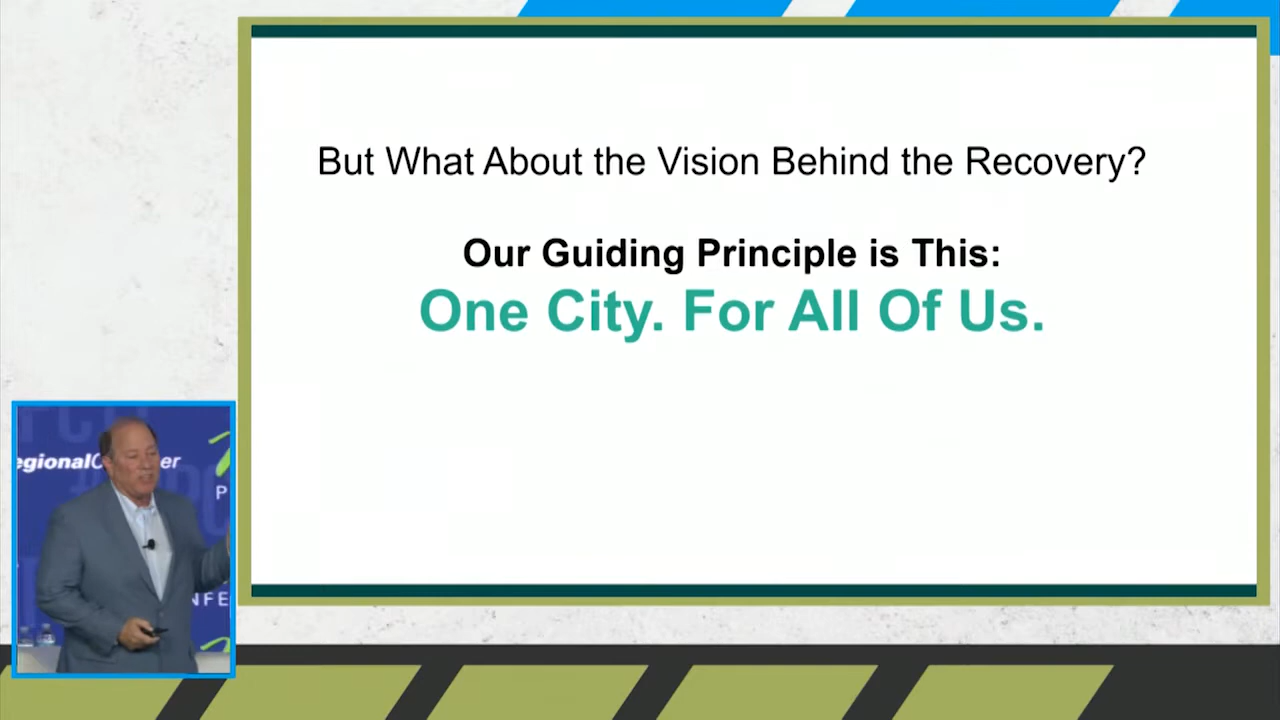 But What About the Vision Behind the Recovery?
Our Guiding Principle is This:
One City. For All Of Us.